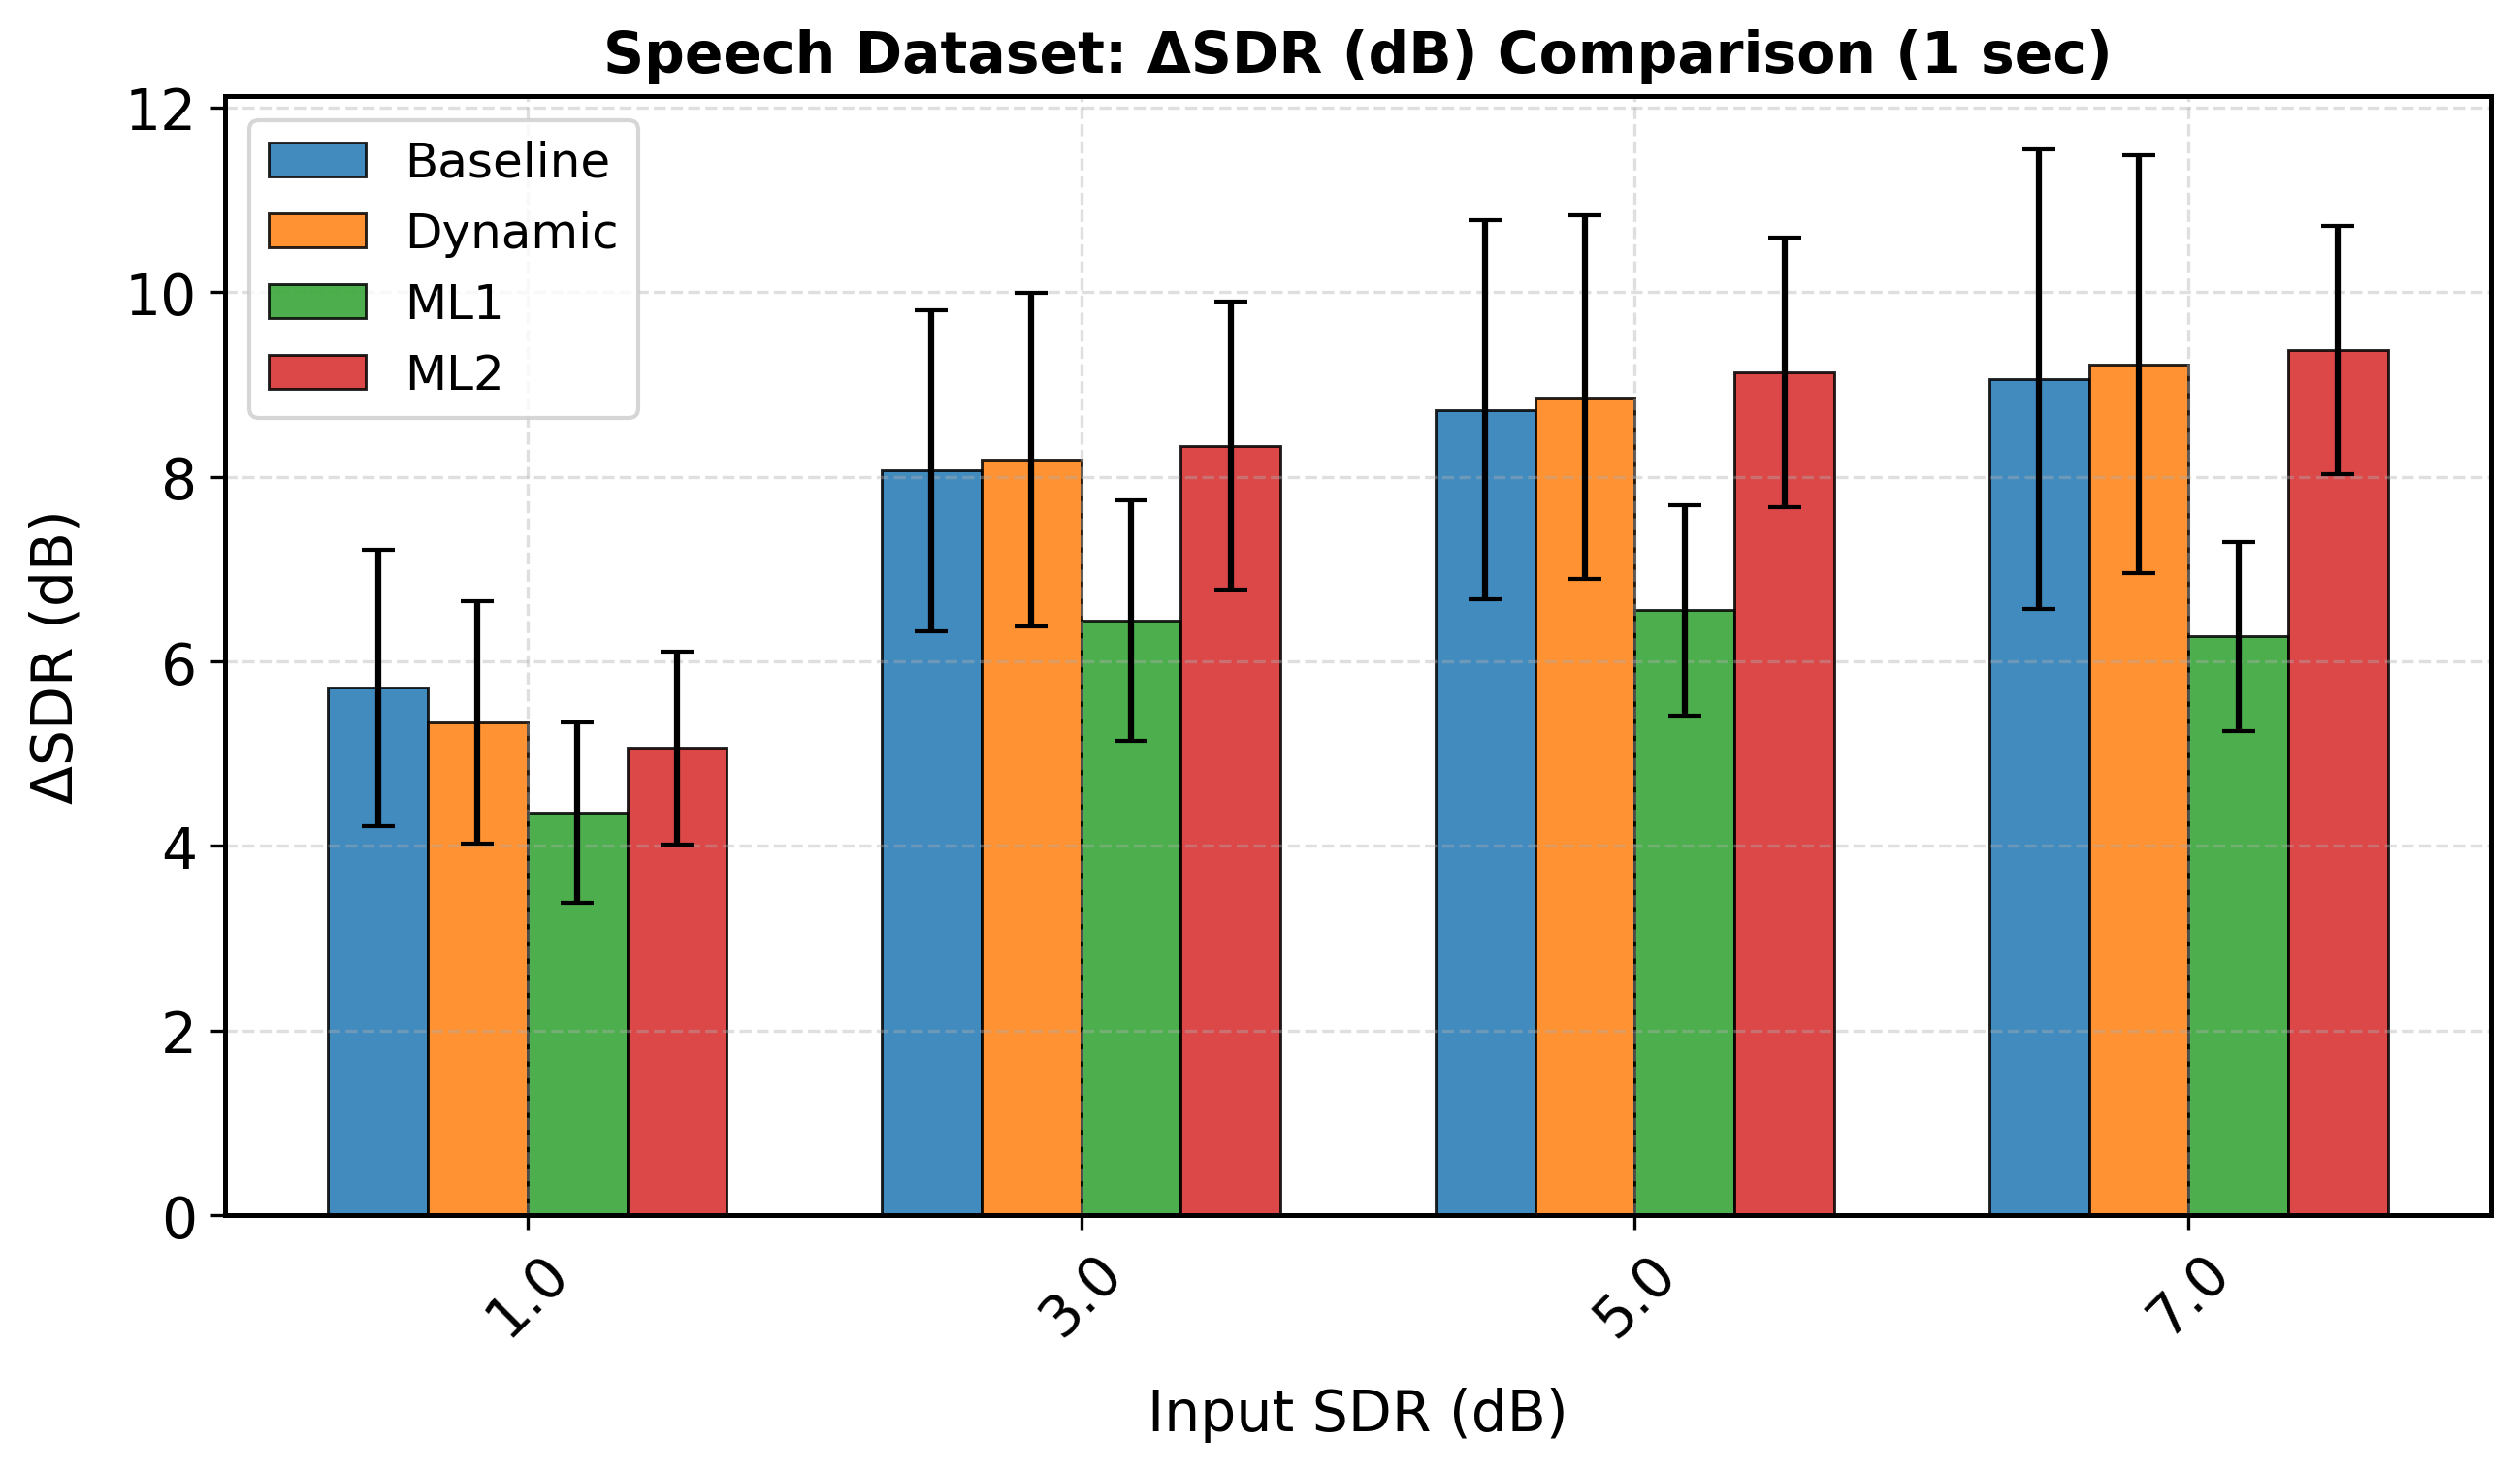 Speech Dataset: ΔSDR (dB) Comparison (1 sec)
12
10
8
6
4
2
0
ΔSDR (dB)
Baseline
Dynamic
ML1
ML2
1.0
3.0
5.0
7.0
Input SDR (dB)